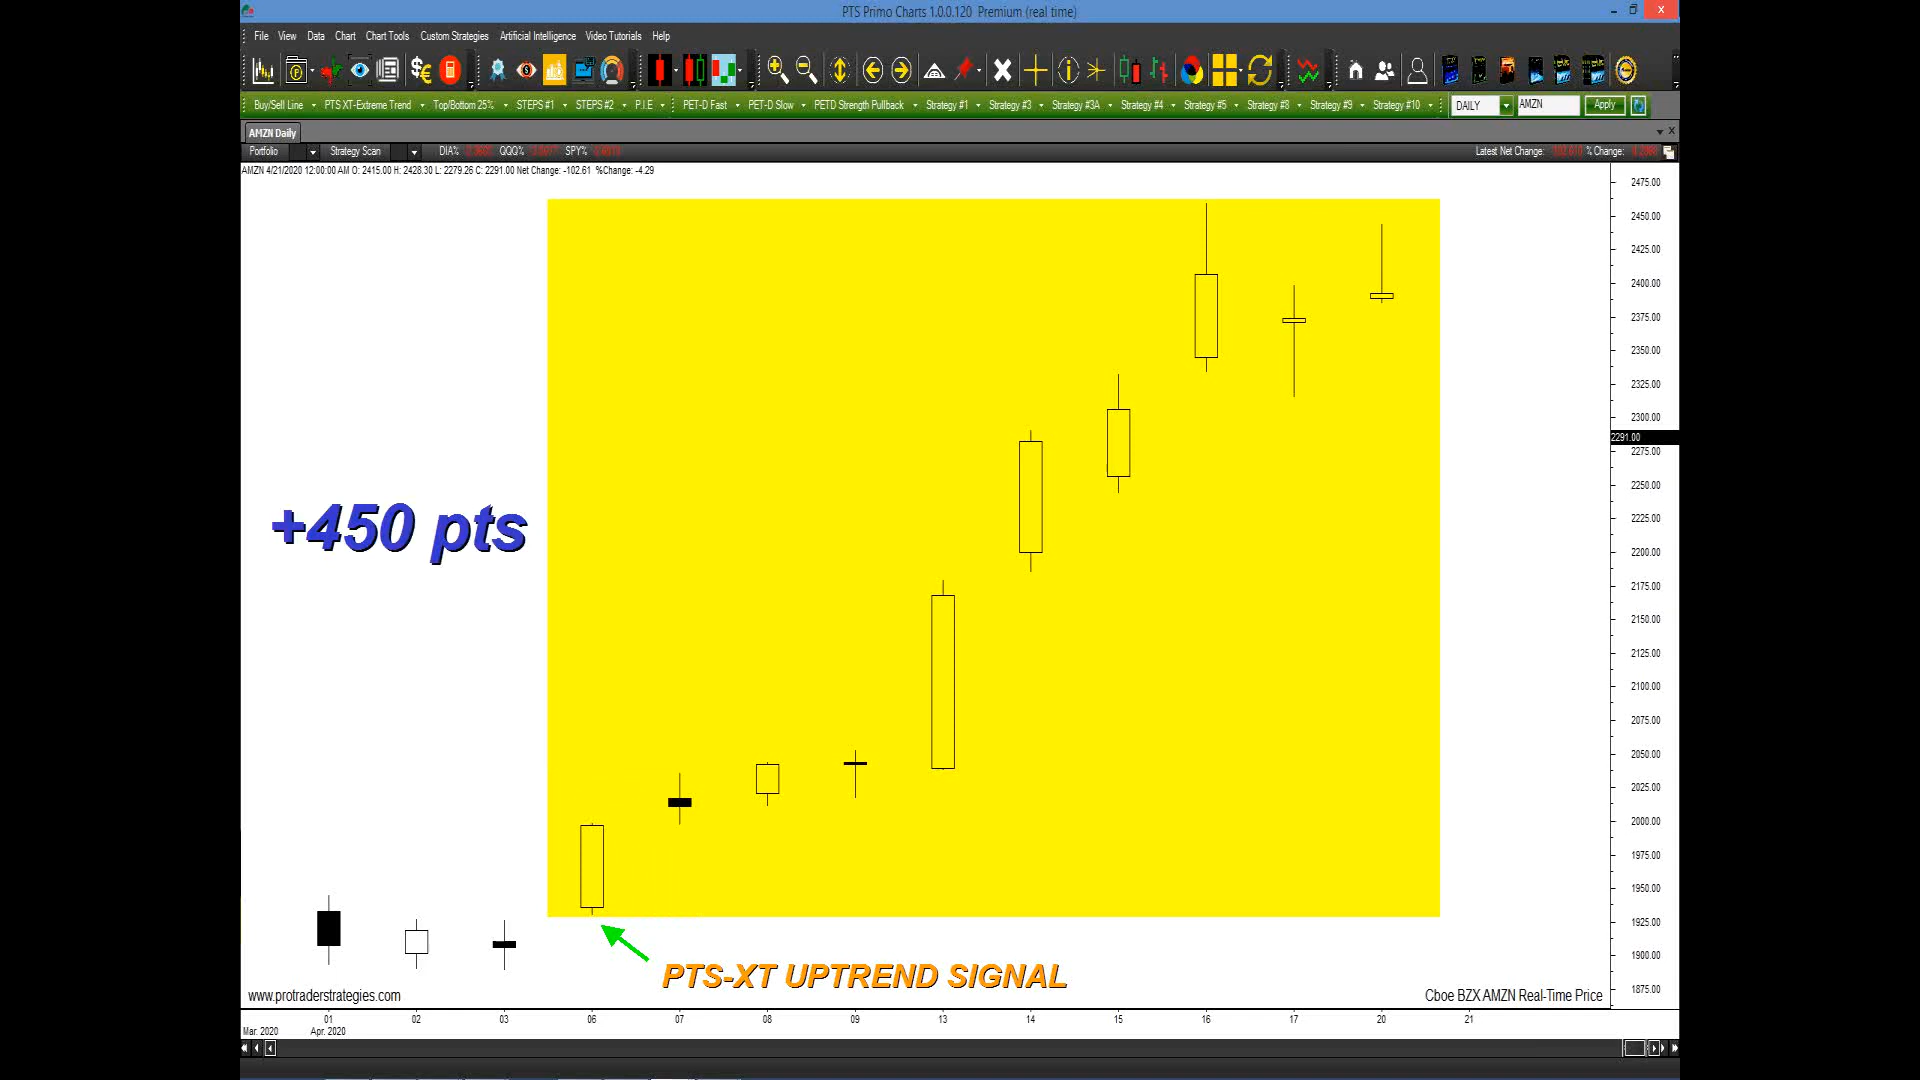 PTS Primo Charts 1.0.0.120 Premium (real time)
File View Data Chart Chart Tools Custom Strategies Artificial Intelligence Video Tutorials Help
Buy/Sell Line PTS XT-Extreme Trend Top/Bottom 25% STEPS #1 STEPS #2 P.I.E PET-D Fast PET-D Slow PETD Strength Pullback Strategy #1 Strategy #3 Strategy #3A Strategy #4 Strategy #5 Strategy #8 Strategy #9 Strategy #10 DAILY AMZN Apply
AMZN Daily
Portfolio Strategy Scan DIA% QQQ% SPY% Latest Net Change: % Change:
AMZN 4/21/2020 12:00:00 AM O: 2415.00 H: 2428.30 L: 2279.26 C: 2291.00 Net Change: -102.61 %Change: -4.29
2475.00
2450.00
2425.00
2400.00
2375.00
2350.00
2325.00
2300.00
2291.00
2275.00
2250.00
2225.00
2200.00
2175.00
2150.00
2125.00
2100.00
2075.00
2050.00
2025.00
2000.00
1975.00
1950.00
1925.00
1900.00
1875.00
+450 pts
PTS-XT UPTREND SIGNAL
www.protraderstrategies.com
Cboe BZX AMZN Real-Time Price
01 02 03 06 07 08 09 13 14 15 16 17 20 21
Mar. 2020 Apr. 2020